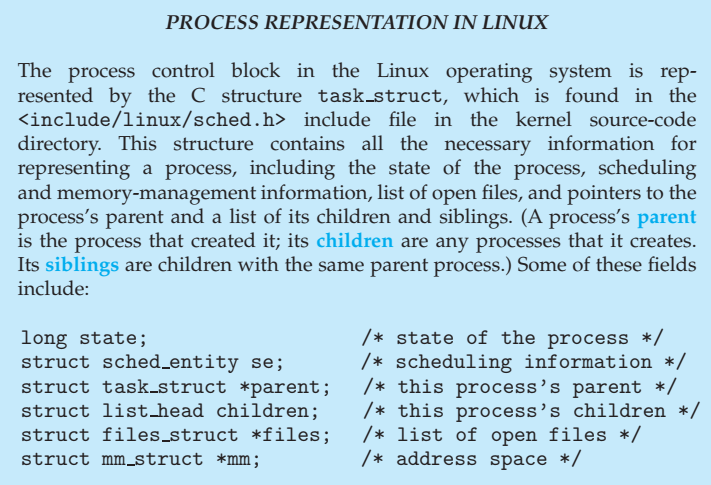 PROCESS REPRESENTATION IN LINUX
The process control block in the Linux operating system is rep-
resented by the C structure task_struct, which is found in the
<include/linux/sched.h> include file in the kernel source-code
directory. This structure contains all the necessary information for
representing a process, including the state of the process, scheduling
and memory-management information, list of open files, and pointers to the
process's parent and a list of its children and siblings. (A process's parent
is the process that created it; its children are any processes that it creates.
Its siblings are children with the same parent process.) Some of these fields
include:
long state; /* state of the process */
struct sched_entity se; /* scheduling information */
struct task_struct *parent; /* this process's parent */
struct list_head children; /* this process's children */
struct files_struct *files; /* list of open files */
struct mm_struct *mm; /* address space */